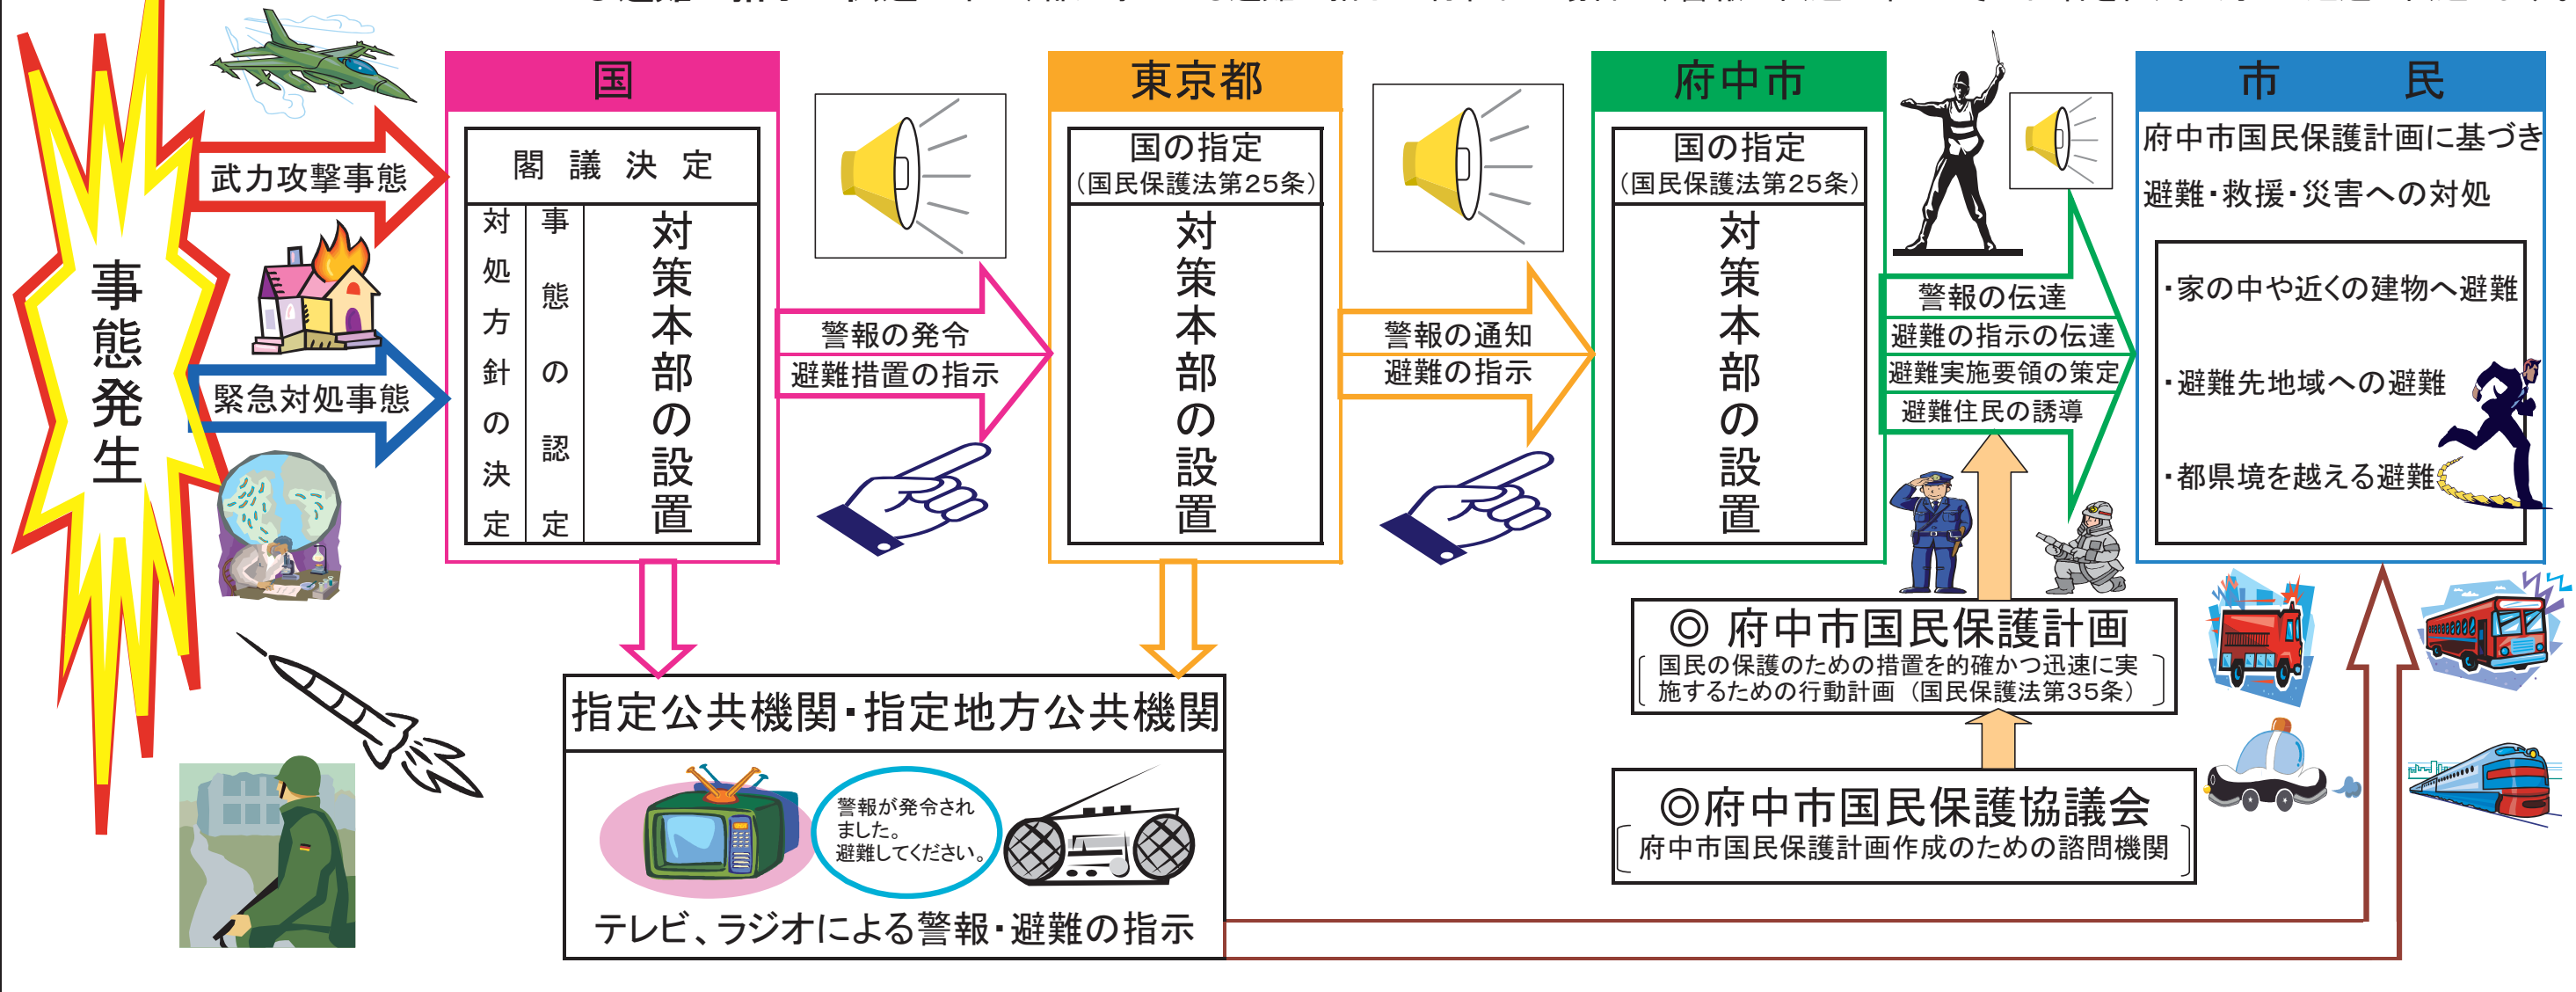 事態発生
武力攻撃事態
緊急対処事態
国
閣議決定
対処方針の決定
事態の認定
対策本部の設置
警報の発令
避難措置の指示
東京都
国の指定
（国民保護法第25条）
対策本部の設置
警報の通知
避難の指示
府中市
国の指定
（国民保護法第25条）
対策本部の設置
警報の伝達
避難の指示の伝達
避難実施要領の策定
避難住民の誘導
市民
府中市国民保護計画に基づき
避難・救援・災害への対処
・家の中や近くの建物へ避難
・避難先地域への避難
・都県境を越える避難
◎ 府中市国民保護計画
国民の保護のための措置を的確かつ迅速に実
施するための行動計画（国民保護法第35条）
◎府中市国民保護協議会
府中市国民保護計画作成のための諮問機関
指定公共機関・指定地方公共機関
警報が発令され
ました。
避難してください。
テレビ、ラジオによる警報・避難の指示